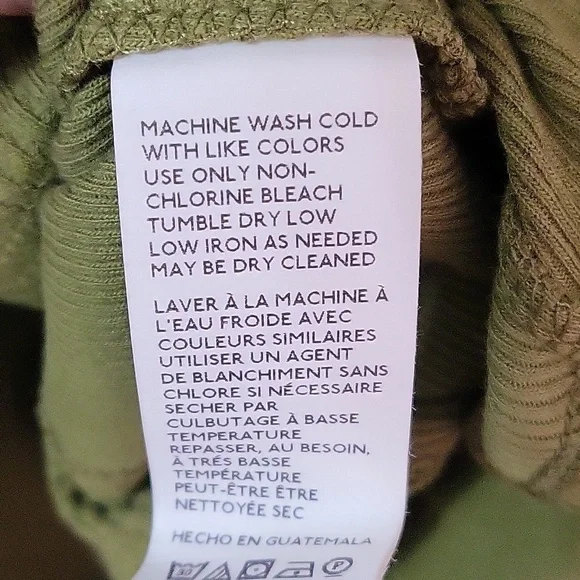 MACHINE WASH COLD
WITH LIKE COLORS
USE ONLY NON-
CHLORINE BLEACH
TUMBLE DRY LOW
LOW IRON AS NEEDED
MAY BE DRY CLEANED
LAVER À LA MACHINE À
L'EAU FROIDE AVEC
COULEURS SIMILAIRES
UTILISER UN AGENT
DE BLANCHIMENT SANS
CHLORE SI NÉCESSAIRE
SECHER PAR
CULBUTAGE À BASSE
TEMPERATURE
REPASSER, AU BESOIN,
À TRÉS BASSE
TEMPÉRATURE
PEUT-ÊTRE ÊTRE
NETTOYÉE SEC
HECHO EN GUATEMALA
P